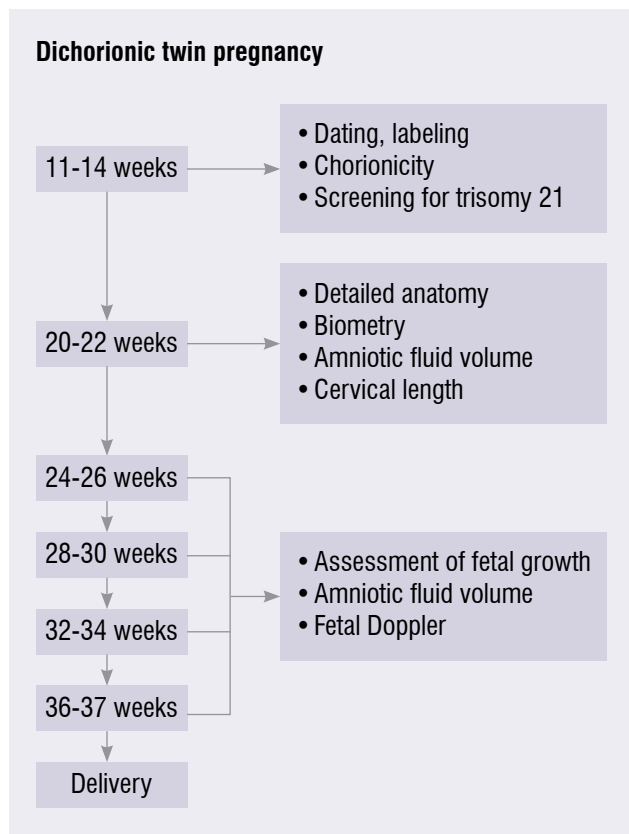 Dichorionic twin pregnancy
11-14 weeks
• Dating, labeling
• Chorionicity
• Screening for trisomy 21
20-22 weeks
• Detailed anatomy
• Biometry
• Amniotic fluid volume
• Cervical length
24-26 weeks
28-30 weeks
32-34 weeks
36-37 weeks
• Assessment of fetal growth
• Amniotic fluid volume
• Fetal Doppler
Delivery